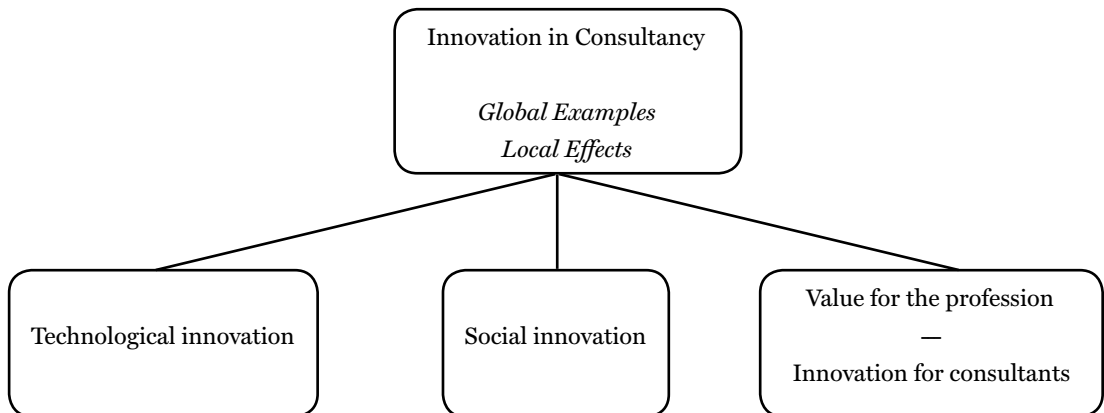 Innovation in Consultancy
Global Examples
Local Effects
Technological innovation
Social innovation
Value for the profession
—
Innovation for consultants